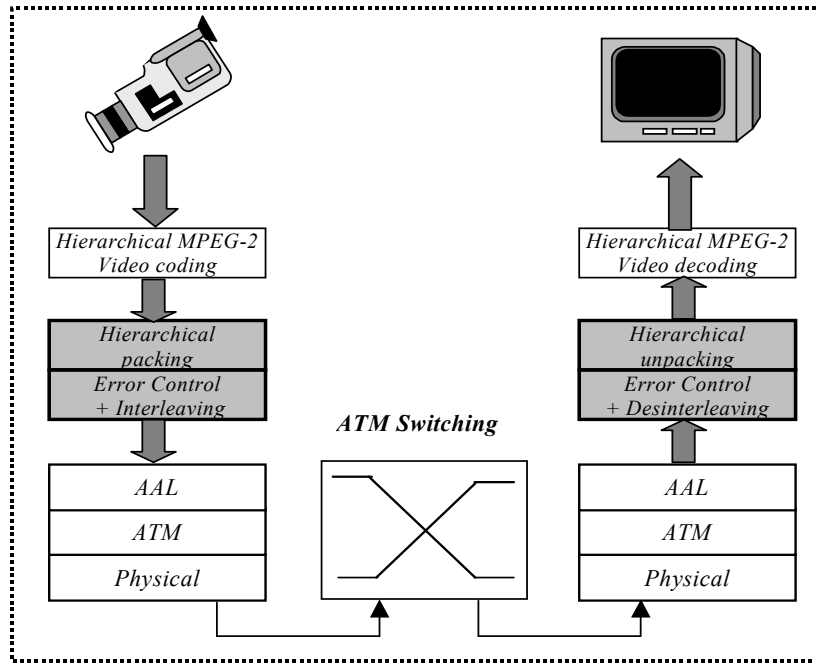 Hierarchical MPEG-2
Video coding
Hierarchical
packing
Error Control
+ Interleaving
AAL
ATM
Physical
ATM Switching
Hierarchical MPEG-2
Video decoding
Hierarchical
unpacking
Error Control
+ Desinterleaving
AAL
ATM
Physical